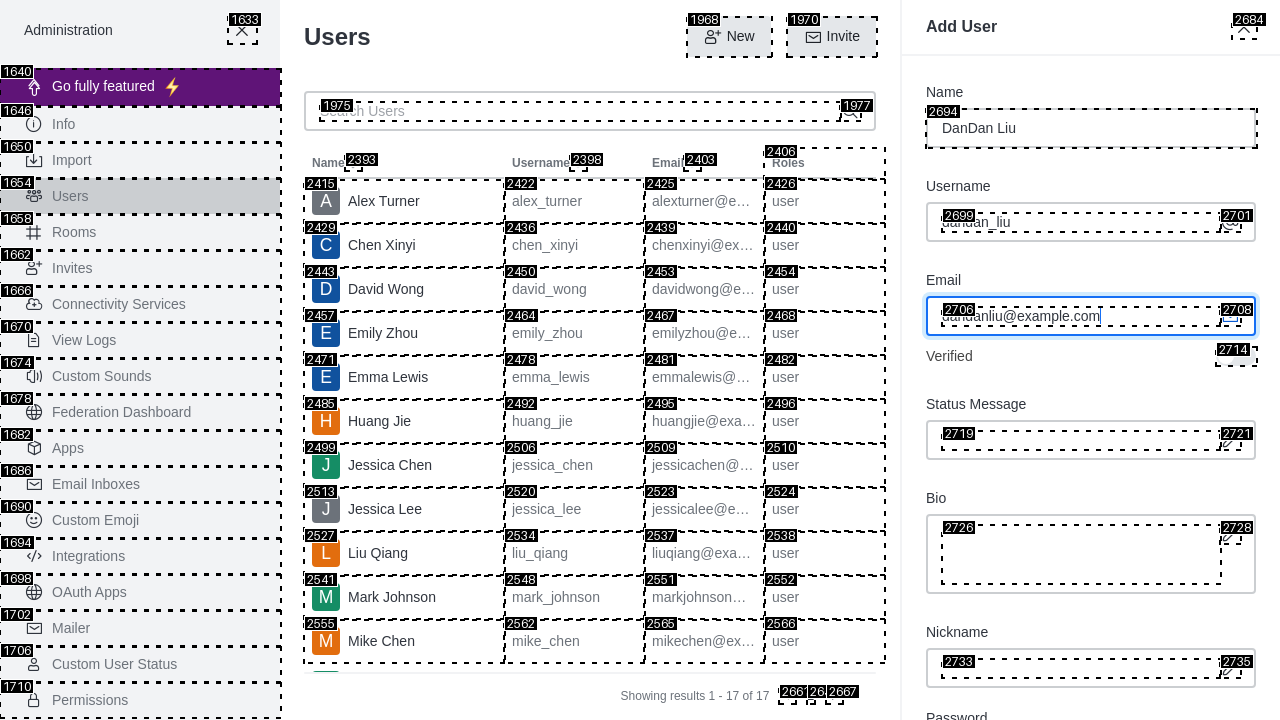 Administration
1633
1640
Go fully featured ⚡
1646
Info
1650
Import
1654
Users
1658
Rooms
1662
Invites
1666
Connectivity Services
1670
View Logs
1674
Custom Sounds
1678
Federation Dashboard
1682
Apps
1686
Email Inboxes
1690
Custom Emoji
1694
Integrations
1698
OAuth Apps
1702
Mailer
1706
Custom User Status
1710
Permissions
Users
1968
New
1970
Invite
1975
Search Users
1977
Name 2393 Username 2398 Email 2403 2406 Roles
2415 2422 2425 2426
A Alex Turner alex_turner alexturner@e… user
2429 2436 2439 2440
C Chen Xinyi chen_xinyi chenxinyi@ex… user
2443 2450 2453 2454
D David Wong david_wong davidwong@e… user
2457 2464 2467 2468
E Emily Zhou emily_zhou emilyzhou@e… user
2471 2478 2481 2482
E Emma Lewis emma_lewis emmalewis@… user
2485 2492 2495 2496
H Huang Jie huang_jie huangjie@exa… user
2499 2506 2509 2510
J Jessica Chen jessica_chen jessicachen@… user
2513 2520 2523 2524
J Jessica Lee jessica_lee jessicalee@e… user
2527 2534 2537 2538
L Liu Qiang liu_qiang liuqiang@exa… user
2541 2548 2551 2552
M Mark Johnson mark_johnson markjohnson… user
2555 2562 2565 2566
M Mike Chen mike_chen mikechen@ex… user
Showing results 1 - 17 of 17
2667
Add User
2684
Name
2694
DanDan Liu
Username
2699 2701
dandan_liu
Email
2706 2708
dandanliu@example.com
Verified
2714
Status Message
2719 2721
Bio
2726 2728
Nickname
2733 2735
Password